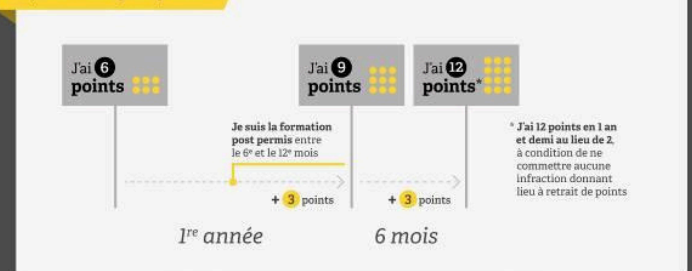 J'ai 6
points
J'ai 9
points
J'ai 12
points*
Je suis la formation
post permis entre
le 6e et le 12e mois
+ 3 points
+ 3 points
1re année
6 mois
* J'ai 12 points en 1 an
et demi au lieu de 2,
à condition de ne
commettre aucune
infraction donnant
lieu à retrait de points